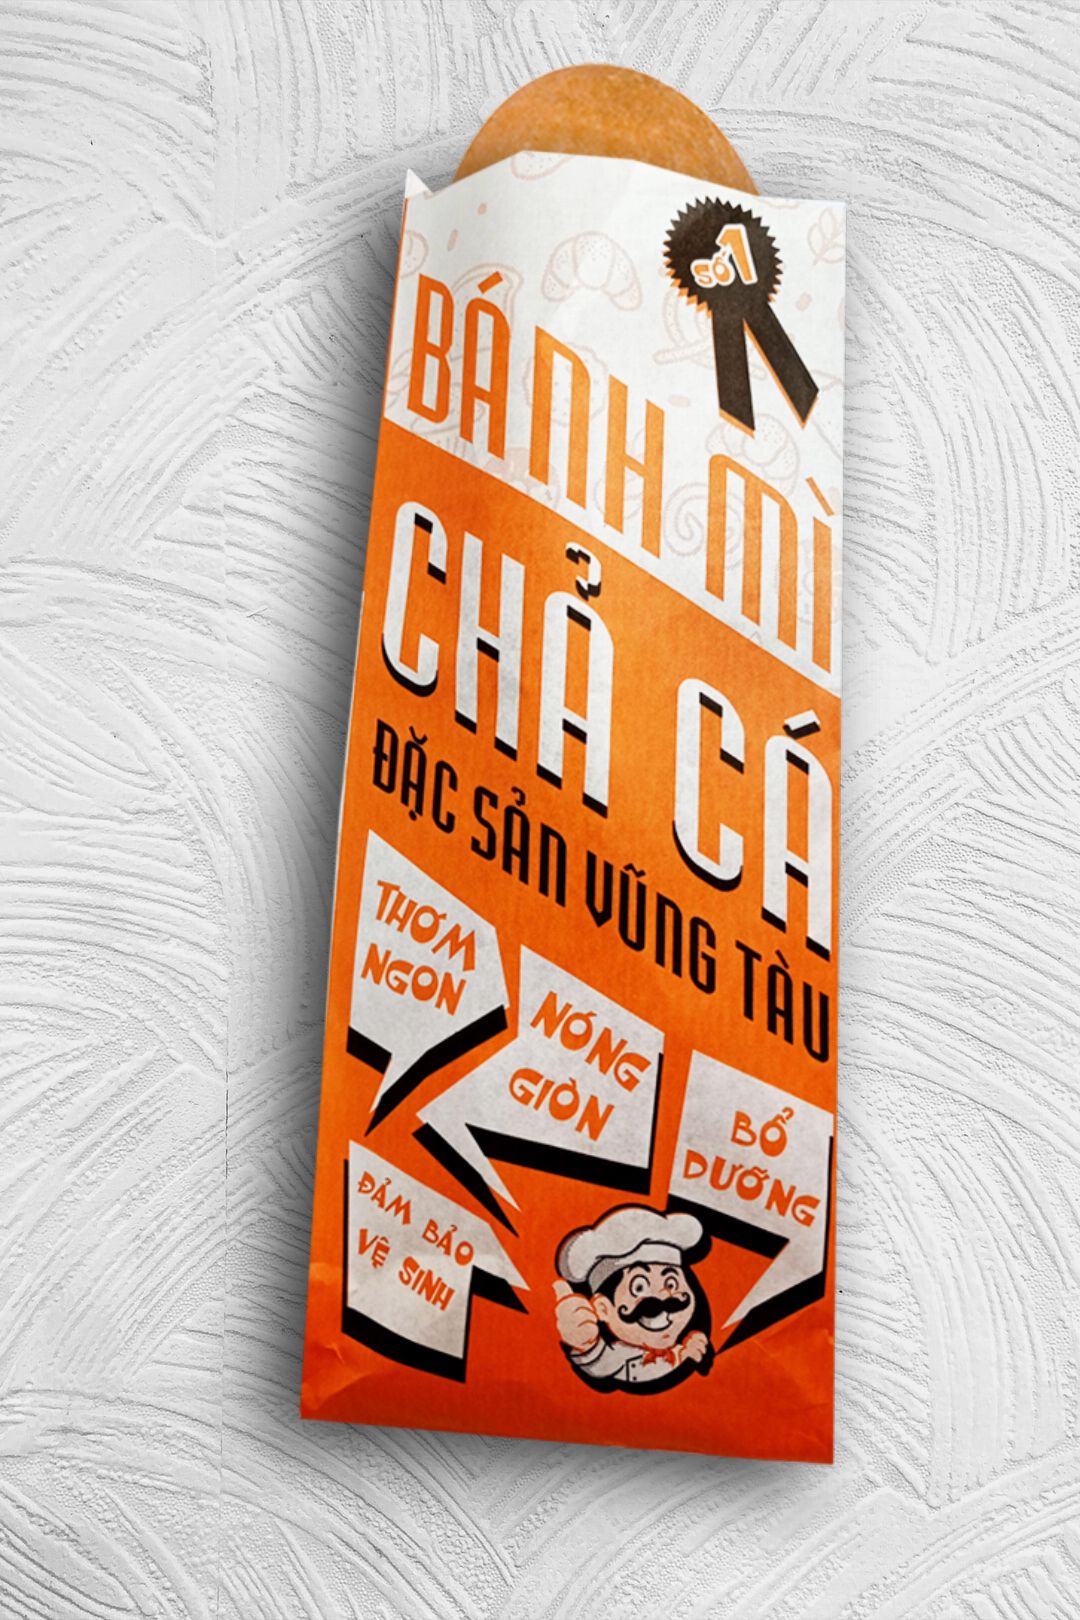 SỐ 1
BÁNH MÌ
CHẢ CÁ
ĐẶC SẢN VŨNG TÀU
THƠM
NGON
NÓNG
GIÒN
BỔ
DƯỠNG
ĐẢM BẢO
VỆ SINH